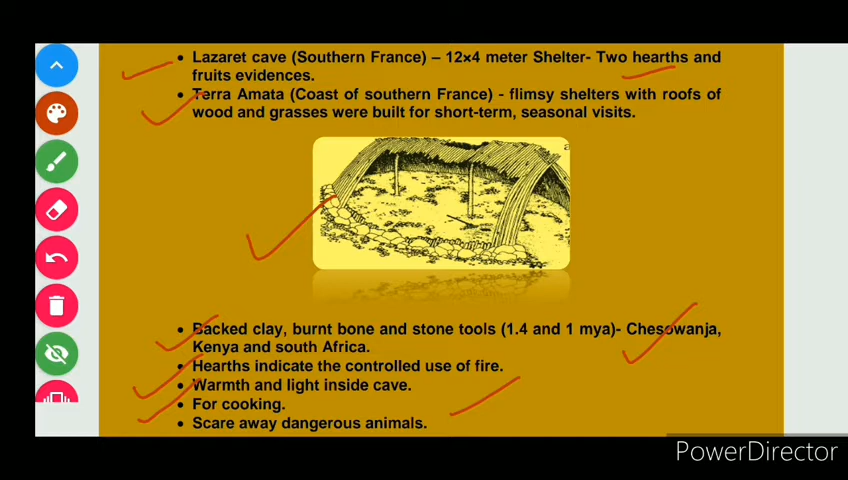 • Lazaret cave (Southern France) – 12×4 meter Shelter- Two hearths and
fruits evidences.
• Terra Amata (Coast of southern France) - flimsy shelters with roofs of
wood and grasses were built for short-term, seasonal visits.
a
• Backed clay, burnt bone and stone tools (1.4 and 1 mya)- Chesowanja,
Kenya and south Africa.
• Hearths indicate the controlled use of fire.
• Warmth and light inside cave.
• For cooking.
• Scare away dangerous animals.
PowerDirector